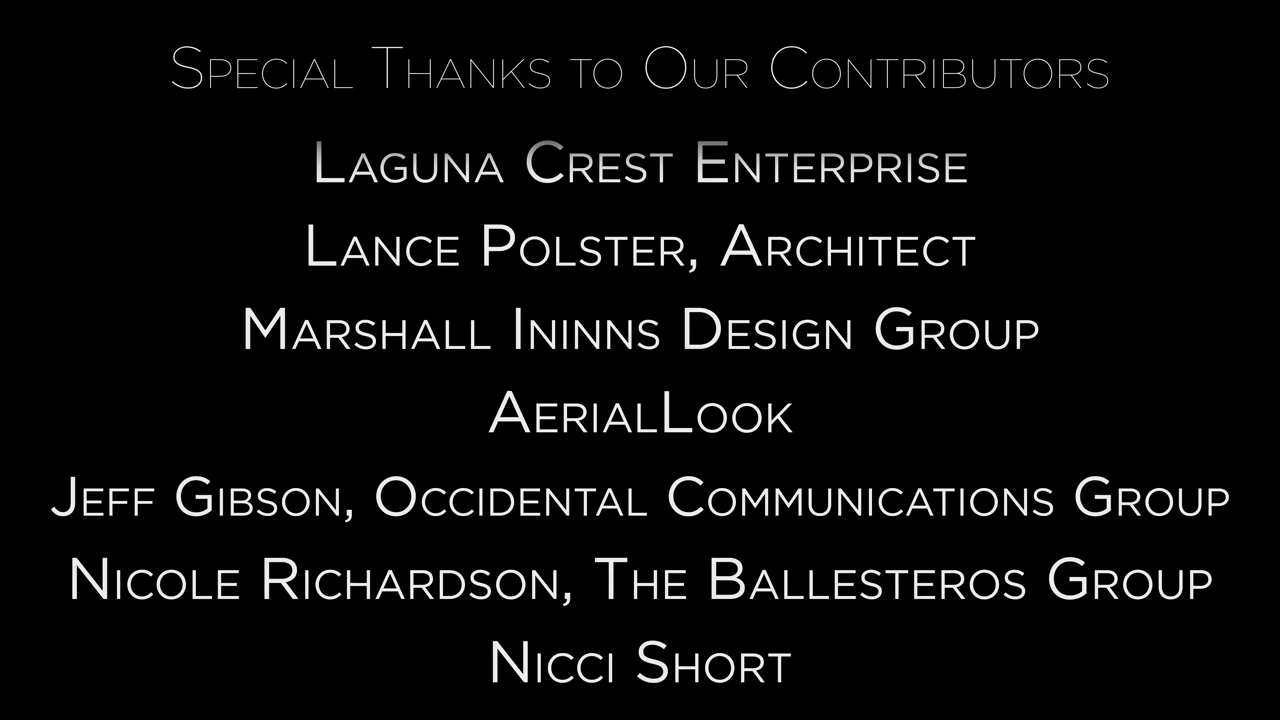 Special Thanks to Our Contributors
Laguna Crest Enterprise
Lance Polster, Architect
Marshall Ininns Design Group
AerialLook
Jeff Gibson, Occidental Communications Group
Nicole Richardson, The Ballesteros Group
Nicci Short